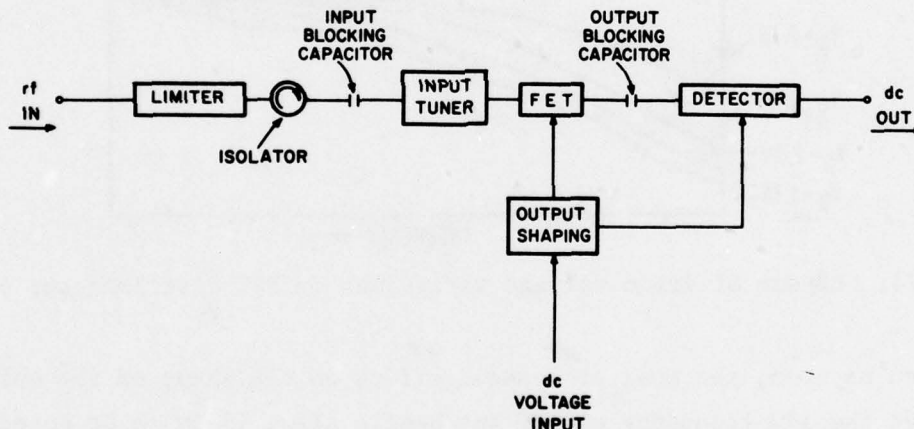 INPUT
BLOCKING
CAPACITOR
OUTPUT
BLOCKING
CAPACITOR
rf
IN
LIMITER
ISOLATOR
INPUT
TUNER
FET
DETECTOR
dc
OUT
OUTPUT
SHAPING
dc
VOLTAGE
INPUT